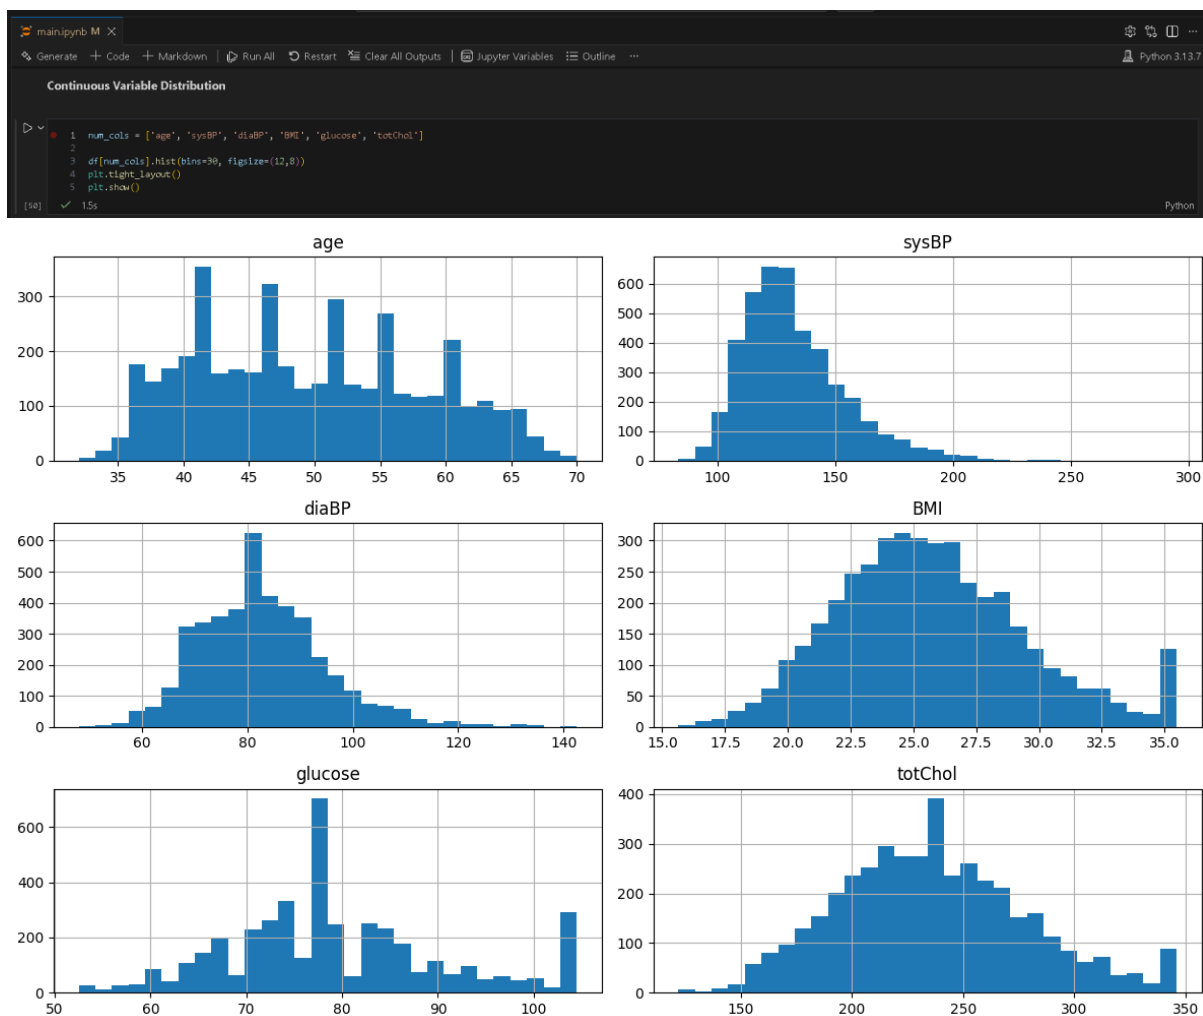 main.ipynb M ×
Generate + Code + Markdown Run All Restart Clear All Outputs Jupyter Variables Outline ··· Python 3.13.7
Continuous Variable Distribution
1 num_cols = ['age', 'sysBP', 'diaBP', 'BMI', 'glucose', 'totChol']
2
3 df[num_cols].hist(bins=30, figsize=(12,8))
4 plt.tight_layout()
5 plt.show()
[50] ✓ 1.5s Python
age
300
200
100
0
35 40 45 50 55 60 65 70
sysBP
600
500
400
300
200
100
0
100 150 200 250 300
diaBP
600
500
400
300
200
100
0
60 80 100 120 140
BMI
300
250
200
150
100
50
0
15.0 17.5 20.0 22.5 25.0 27.5 30.0 32.5 35.0
glucose
600
400
200
0
50 60 70 80 90 100
totChol
400
300
200
100
0
150 200 250 300 350